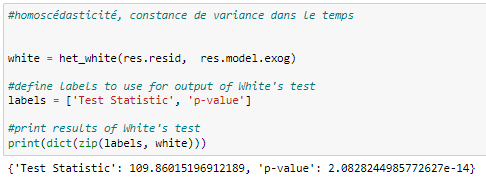 #homoscédasticité, constance de variance dans le temps
white = het_white(res.resid,  res.model.exog)
#define labels to use for output of White's test
labels = ['Test Statistic', 'p-value']
#print results of White's test
print(dict(zip(labels, white)))
{'Test Statistic': 109.86015196912189, 'p-value': 2.0828244985772627e-14}